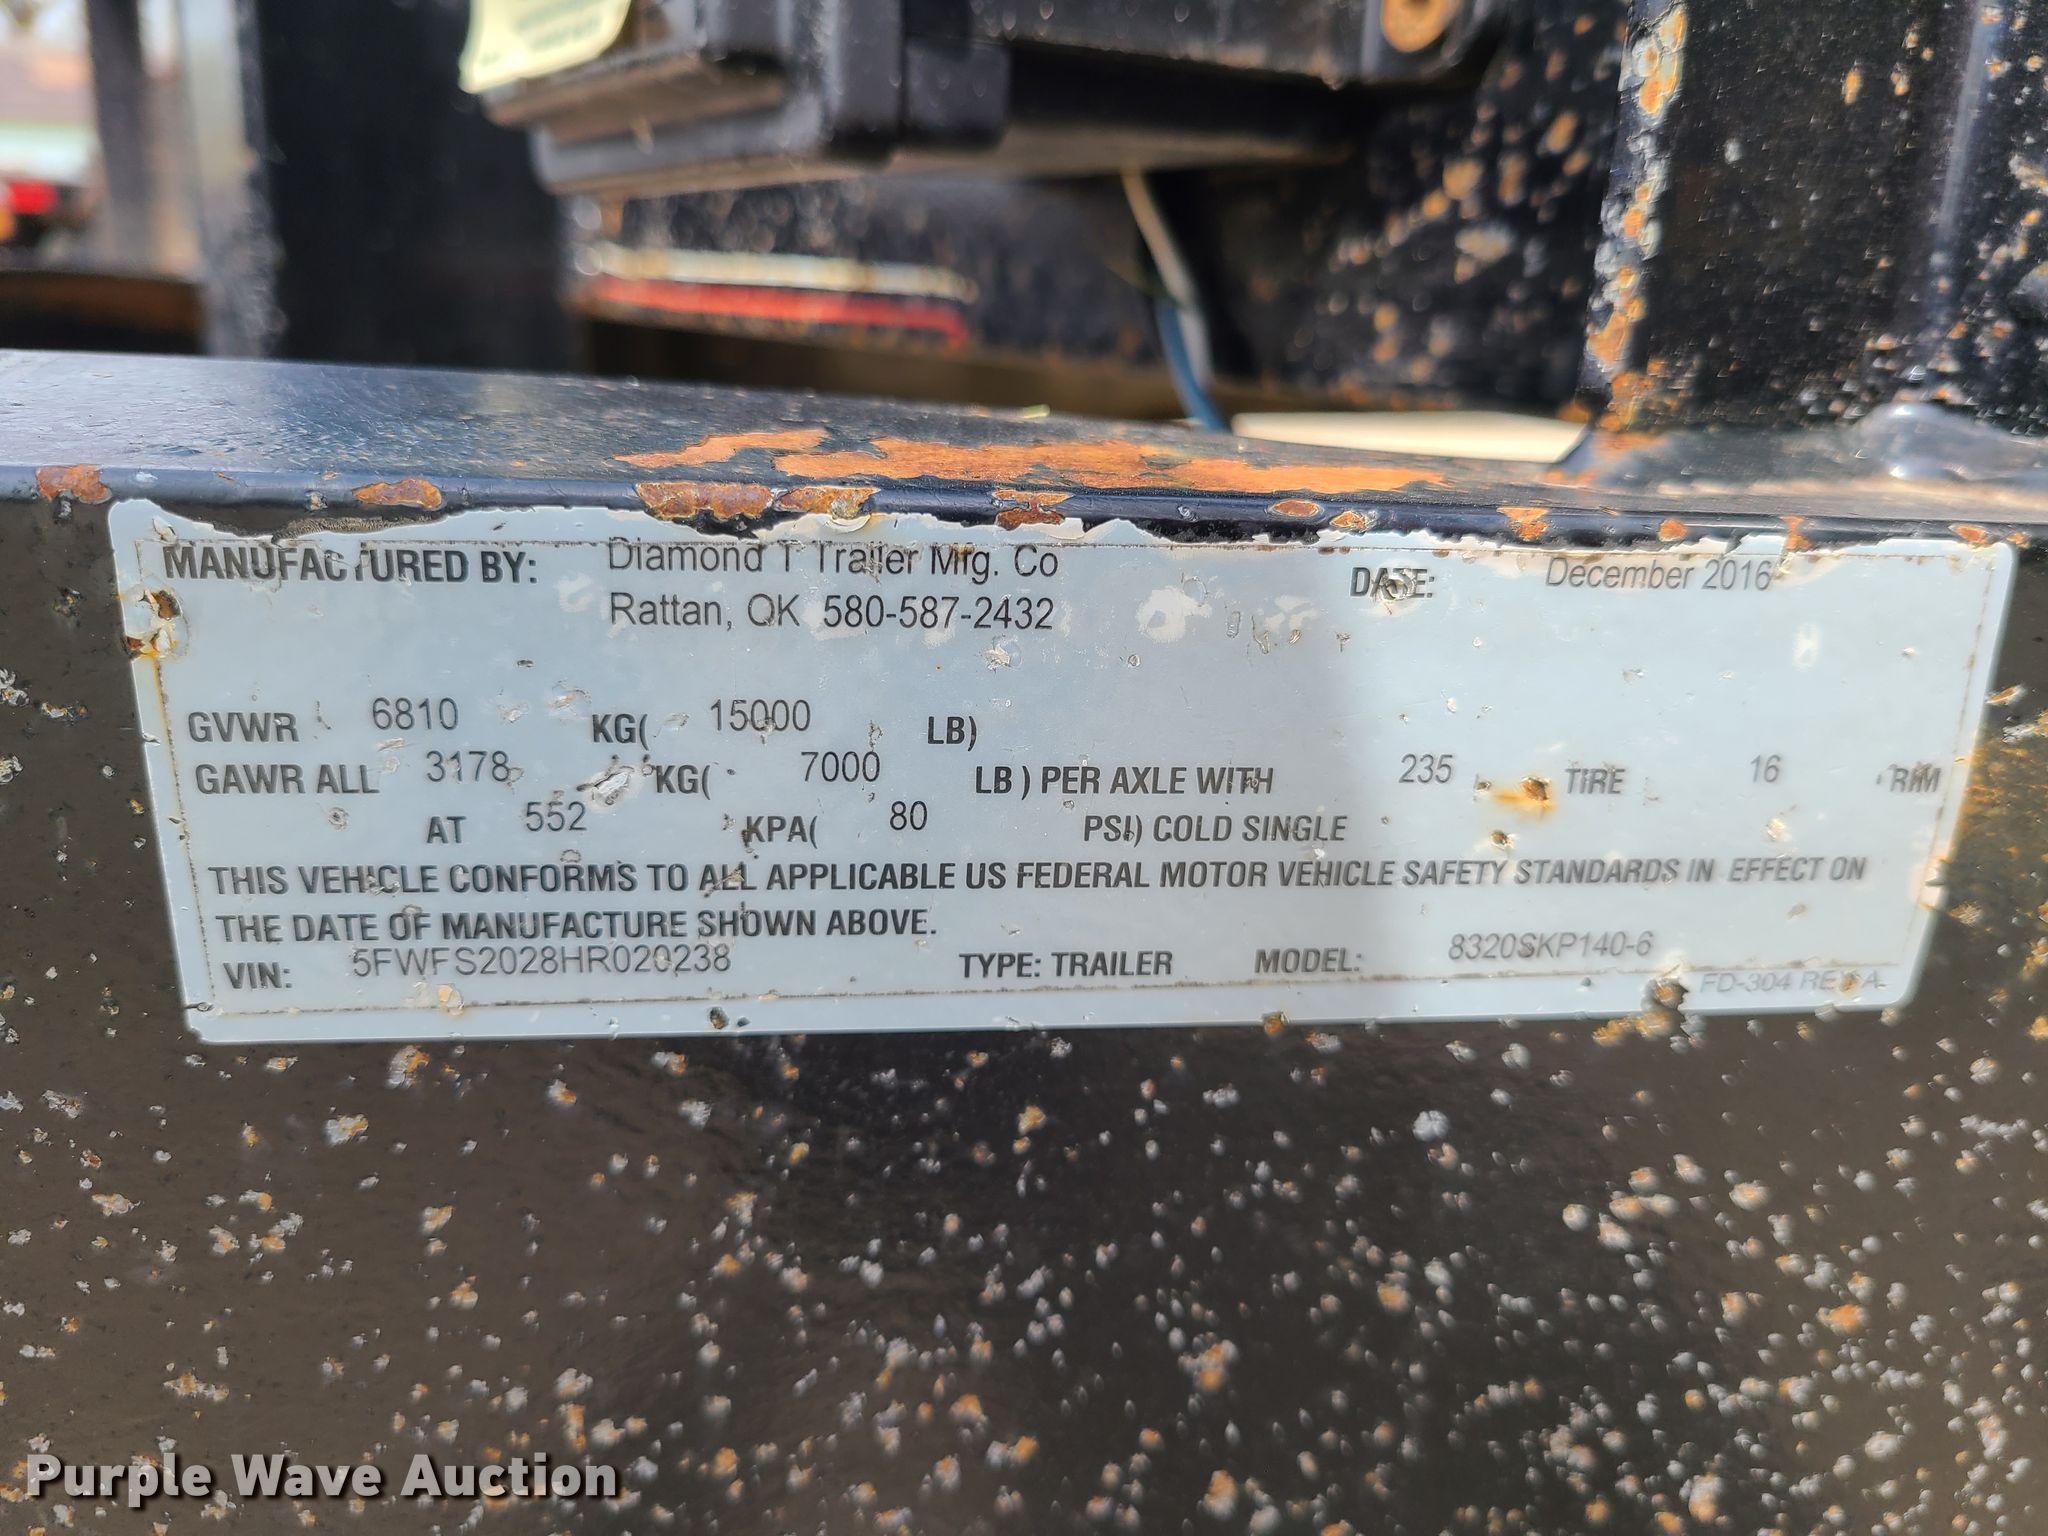 MANUFACTURED BY: Diamond T Trailer Mfg. Co DATE: December 2016
Rattan, OK 580-587-2432
GVWR 6810 KG( 15000 LB)
GAWR ALL 3178 KG( 7000 LB) PER AXLE WITH 235 TIRE 16 RIM
AT 552 KPA( 80 PSI) COLD SINGLE
THIS VEHICLE CONFORMS TO ALL APPLICABLE US FEDERAL MOTOR VEHICLE SAFETY STANDARDS IN EFFECT ON
THE DATE OF MANUFACTURE SHOWN ABOVE.
VIN: 5FWFS2028HR020238 TYPE: TRAILER MODEL: 8320SKP140-6
FD-304 REV A
Purple Wave Auction